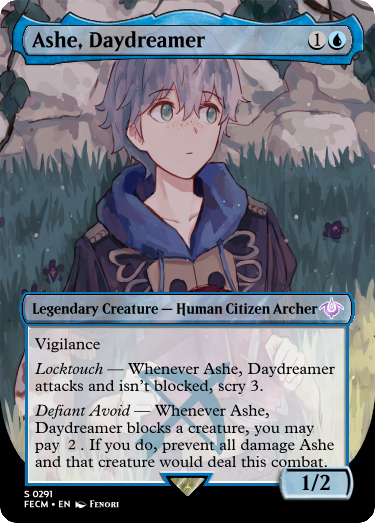 Ashe, Daydreamer 1
Legendary Creature — Human Citizen Archer
Vigilance
Locktouch — Whenever Ashe, Daydreamer
attacks and isn't blocked, scry 3.
Defiant Avoid — Whenever Ashe,
Daydreamer blocks a creature, you may
pay 2 . If you do, prevent all damage Ashe
and that creature would deal this combat.
1/2
S 0291
FECM • EN Fenori